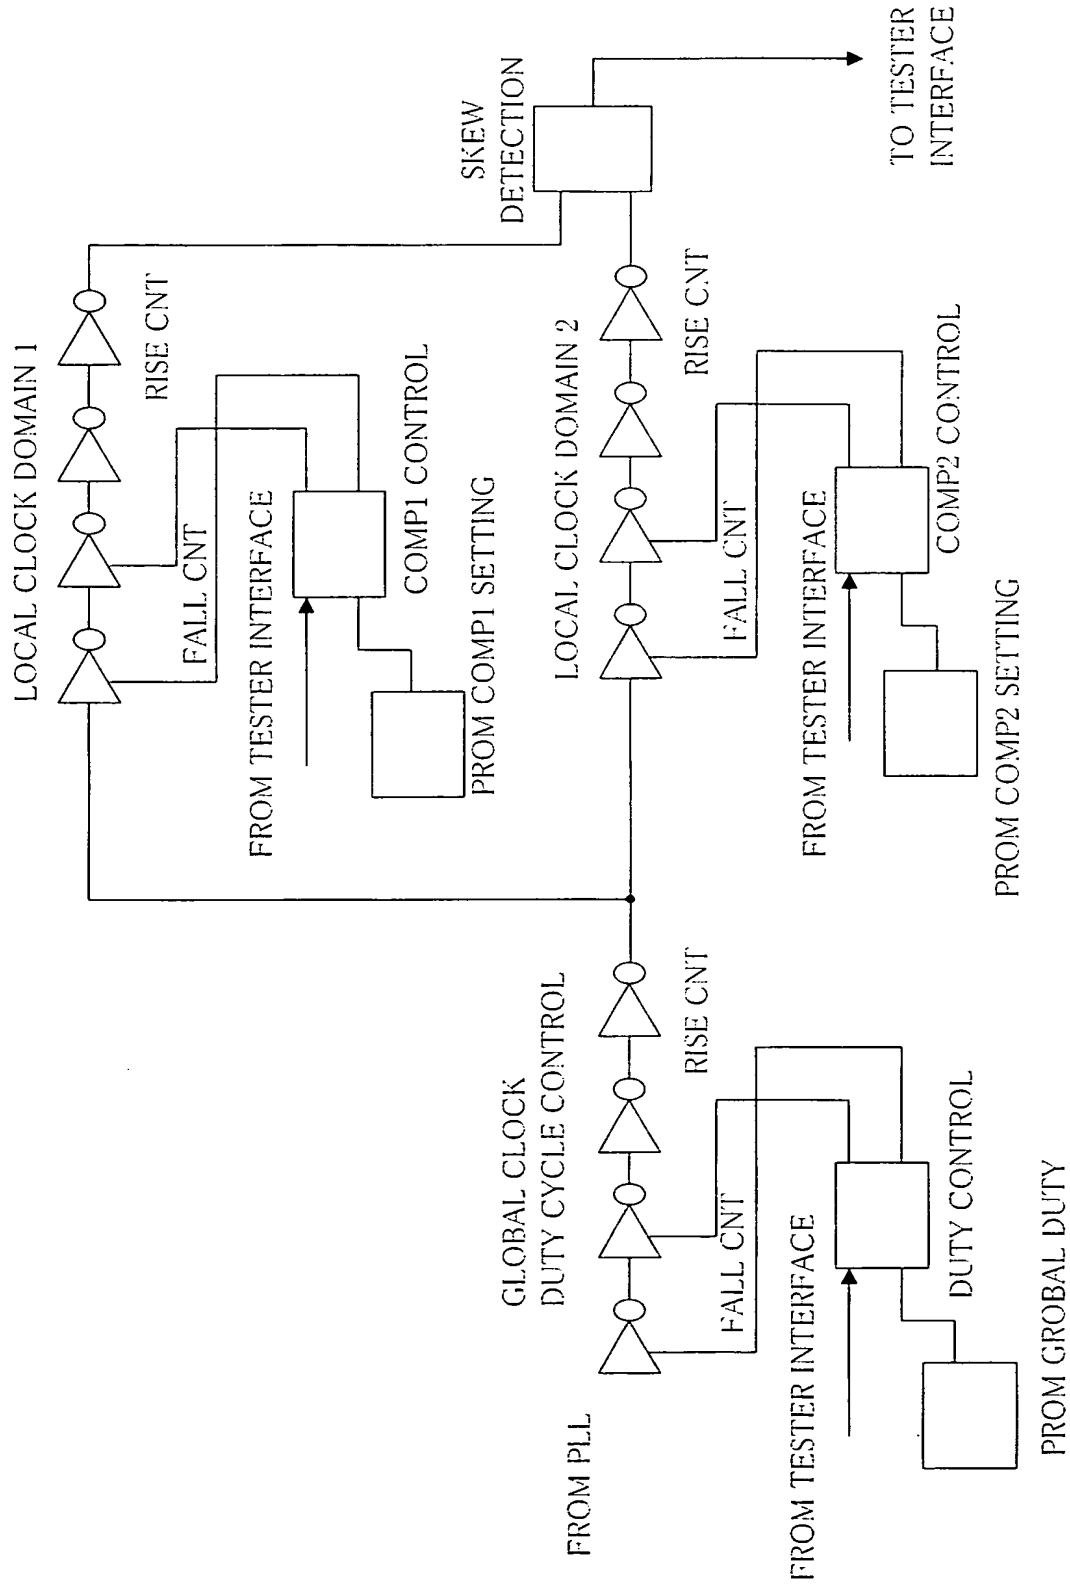 LOCAL CLOCK DOMAIN 1
RISE CNT
FALL CNT
FROM TESTER INTERFACE
COMP1 CONTROL
PROM COMP1 SETTING
SKEW
DETECTION
TO TESTER
INTERFACE
LOCAL CLOCK DOMAIN 2
RISE CNT
FALL CNT
FROM TESTER INTERFACE
COMP2 CONTROL
PROM COMP2 SETTING
GLOBAL CLOCK
DUTY CYCLE CONTROL
FROM PLL
RISE CNT
FALL CNT
FROM TESTER INTERFACE
DUTY CONTROL
PROM GROBAL DUTY